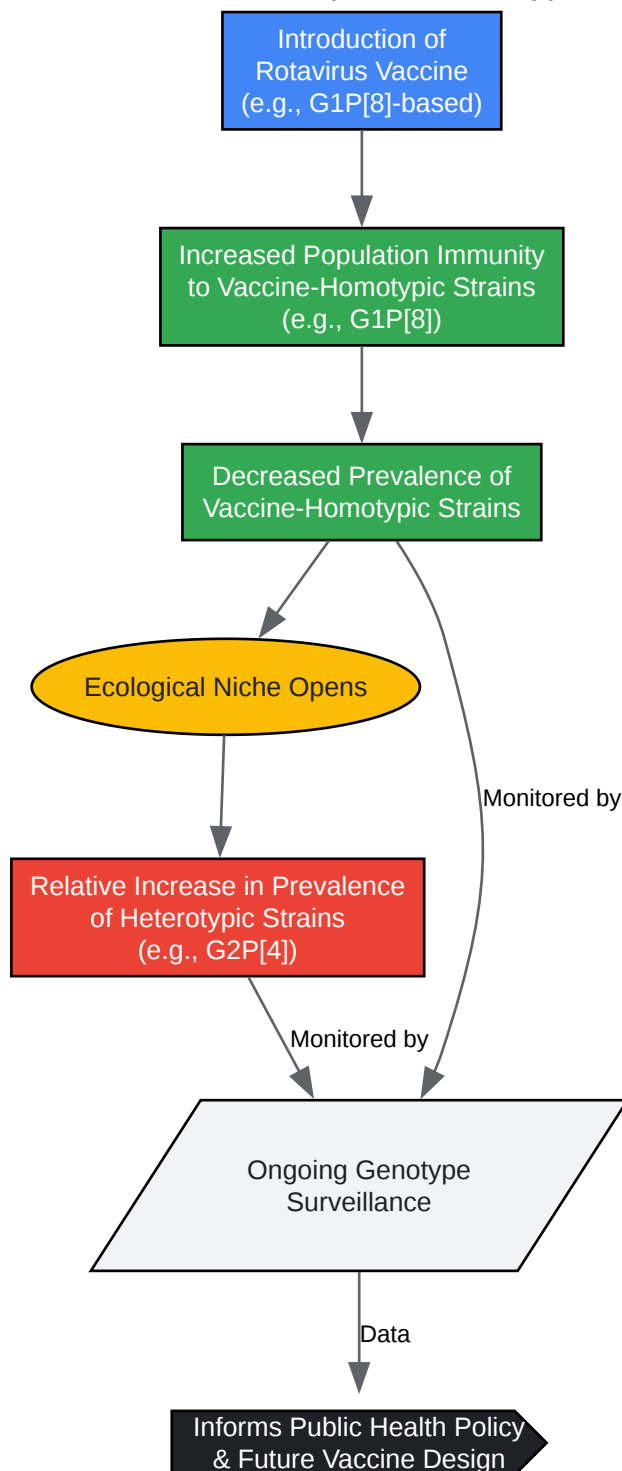 Introduction of
Rotavirus Vaccine
(e.g., G1P[8]-based)
Increased Population Immunity
to Vaccine-Homotypic Strains
(e.g., G1P[8])
Decreased Prevalence of
Vaccine-Homotypic Strains
Ecological Niche Opens
Monitored by
Relative Increase in Prevalence
of Heterotypic Strains
(e.g., G2P[4])
Monitored by
Ongoing Genotype
Surveillance
Data
Informs Public Health Policy
& Future Vaccine Design